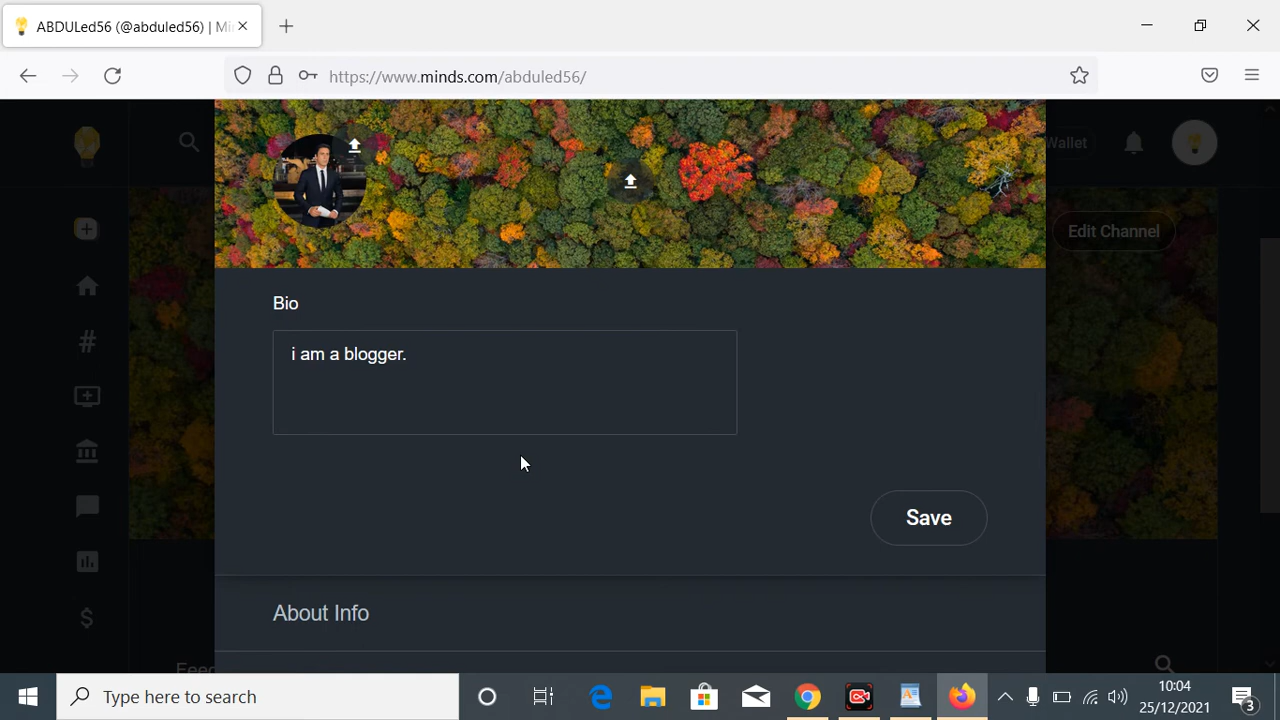 ABDULed56 (@abduled56) | Mi
https://www.minds.com/abduled56/
Wallet
Edit Channel
Bio
i am a blogger.
Save
About Info
Feed
Type here to search
10:04
25/12/2021
3